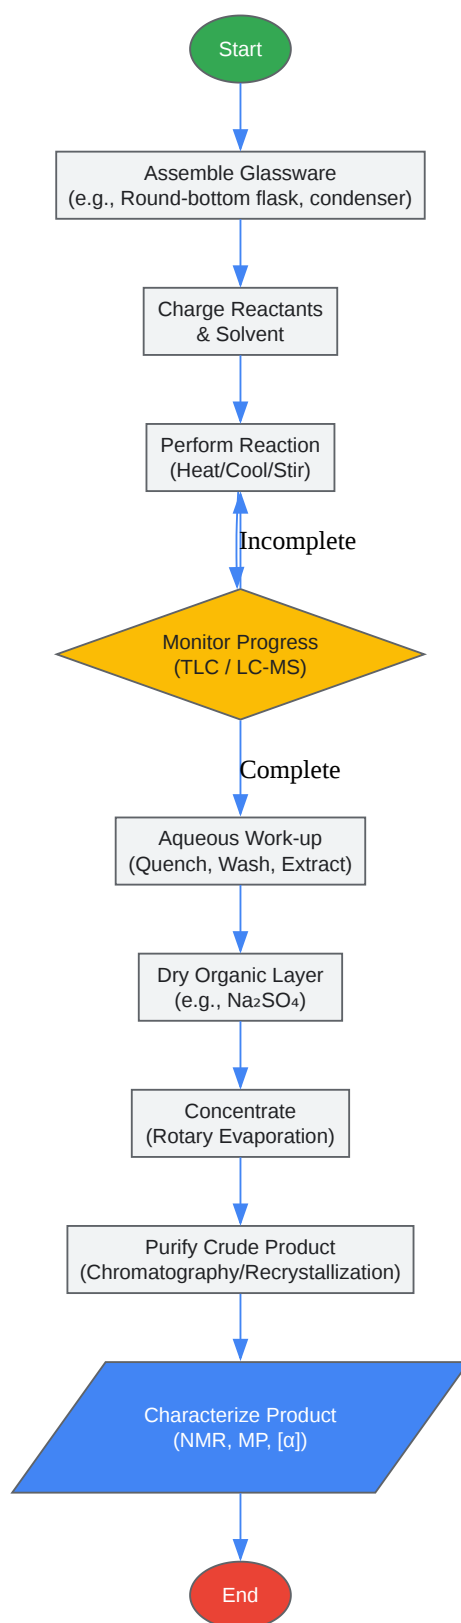 Start
Assemble Glassware
(e.g., Round-bottom flask, condenser)
Charge Reactants
& Solvent
Perform Reaction
(Heat/Cool/Stir)
Incomplete
Monitor Progress
(TLC / LC-MS)
Complete
Aqueous Work-up
(Quench, Wash, Extract)
Dry Organic Layer
(e.g., Na₂SO₄)
Concentrate
(Rotary Evaporation)
Purify Crude Product
(Chromatography/Recrystallization)
Characterize Product
(NMR, MP, [α])
End